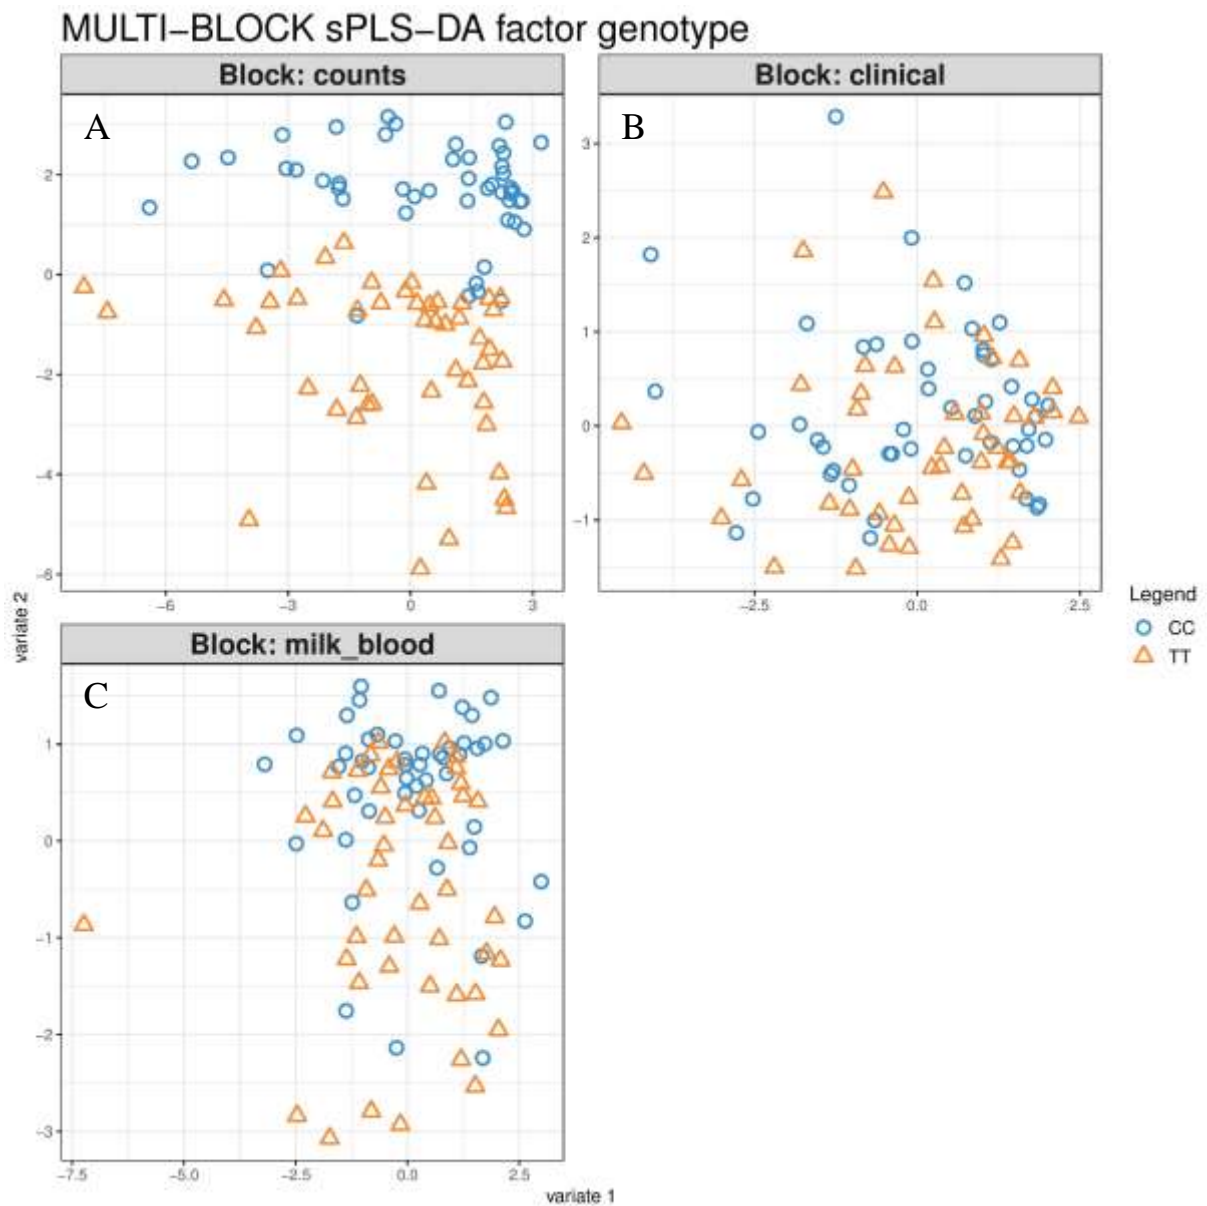 MULTI−BLOCK sPLS−DA factor genotype
Block: counts
A
2
0
−2
−4
−6
−6
−3
0
3
Block: clinical
B
3
2
1
0
−1
−2.5
0.0
2.5
variate 2
Legend
CC
TT
Block: milk_blood
C
1
0
−1
−2
−3
−7.5
−5.0
−2.5
0.0
2.5
variate 1